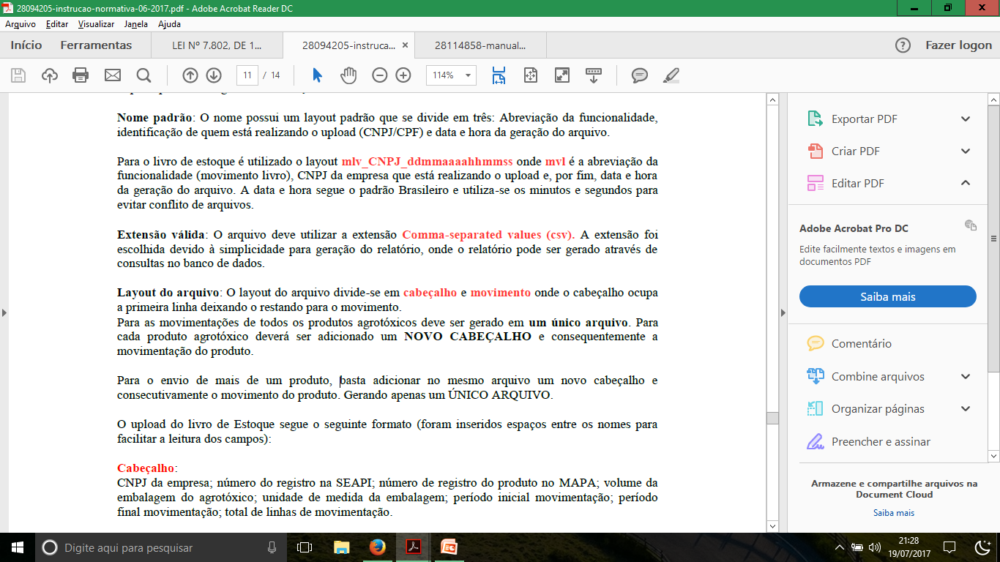 28094205-instrucao-normativa-06-2017.pdf - Adobe Acrobat Reader DC
Arquivo Editar Visualizar Janela Ajuda
Início Ferramentas LEI Nº 7.802, DE 1... 28094205-instruca... × 28114858-manual... ? Fazer logon
11 / 14 114%
Nome padrão: O nome possui um layout padrão que se divide em três: Abreviação da funcionalidade,
identificação de quem está realizando o upload (CNPJ/CPF) e data e hora da geração do arquivo.
Para o livro de estoque é utilizado o layout mlv_CNPJ_ddmmaaaahhmmss onde mvl é a abreviação da
funcionalidade (movimento livro), CNPJ da empresa que está realizando o upload e, por fim, data e hora
da geração do arquivo. A data e hora segue o padrão Brasileiro e utiliza-se os minutos e segundos para
evitar conflito de arquivos.
Extensão válida: O arquivo deve utilizar a extensão Comma-separated values (csv). A extensão foi
escolhida devido à simplicidade para geração do relatório, onde o relatório pode ser gerado através de
consultas no banco de dados.
Layout do arquivo: O layout do arquivo divide-se em cabeçalho e movimento onde o cabeçalho ocupa
a primeira linha deixando o restando para o movimento.
Para as movimentações de todos os produtos agrotóxicos deve ser gerado em um único arquivo. Para
cada produto agrotóxico deverá ser adicionado um NOVO CABEÇALHO e consequentemente a
movimentação do produto.
Para o envio de mais de um produto, basta adicionar no mesmo arquivo um novo cabeçalho e
consecutivamente o movimento do produto. Gerando apenas um ÚNICO ARQUIVO.
O upload do livro de Estoque segue o seguinte formato (foram inseridos espaços entre os nomes para
facilitar a leitura dos campos):
Cabeçalho:
CNPJ da empresa; número do registro na SEAPI; número de registro do produto no MAPA; volume da
embalagem do agrotóxico; unidade de medida da embalagem; período inicial movimentação; período
final movimentação; total de linhas de movimentação.
Exportar PDF
Criar PDF
Editar PDF
Adobe Acrobat Pro DC
Edite facilmente textos e imagens em
documentos PDF
Saiba mais
Comentário
Combine arquivos
Organizar páginas
Preencher e assinar
Armazene e compartilhe arquivos na
Document Cloud
Saiba mais
Digite aqui para pesquisar
21:28
19/07/2017